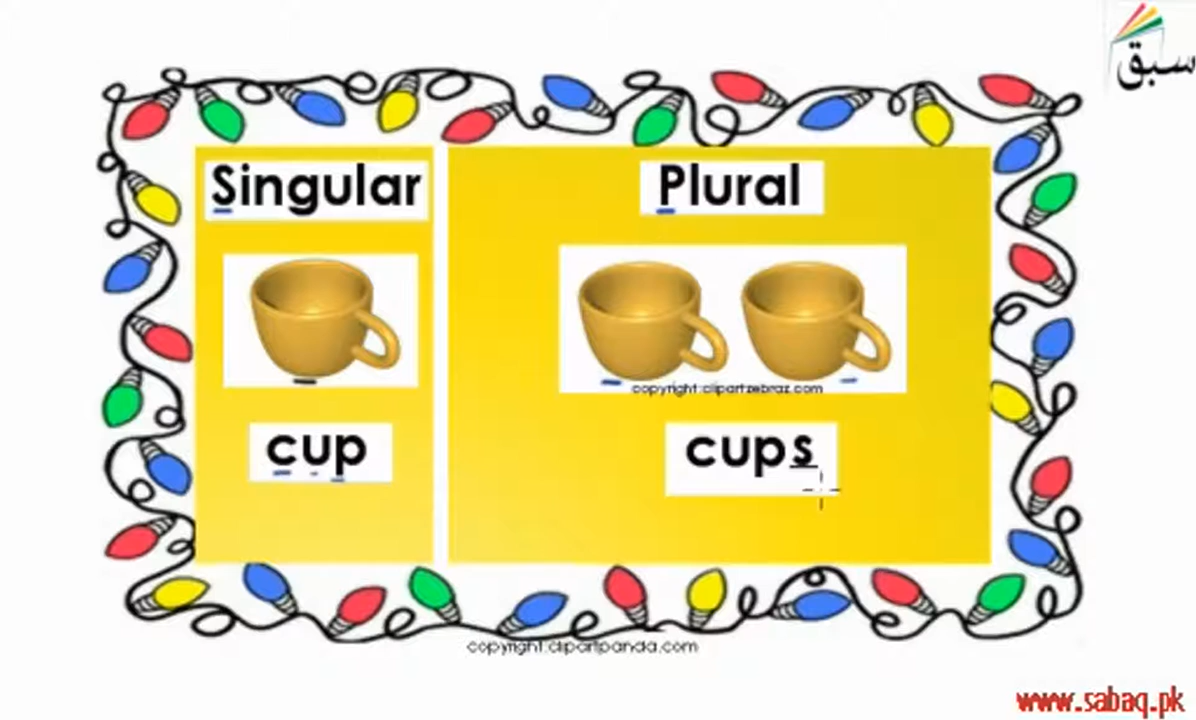 سبق
Singular
Plural
copyright:clipartzebraz.com
cup
cups
copyright:clipartpanda.com
www.sabaq.pk